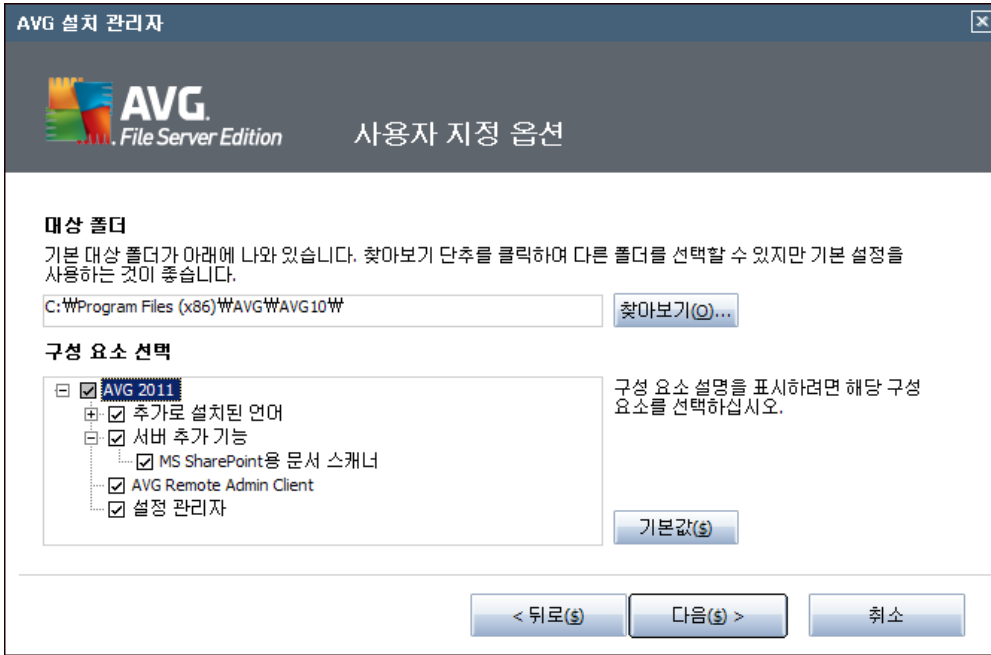 AVG 설치 관리자
AVG.
File Server Edition
사용자 지정 옵션
대상 폴더
기본 대상 폴더가 아래에 나와 있습니다. 찾아보기 단추를 클릭하여 다른 폴더를 선택할 수 있지만 기본 설정을
사용하는 것이 좋습니다.
C:₩Program Files (x86)₩AVG₩AVG10₩
찾아보기(O)...
구성 요소 선택
AVG 2011
추가로 설치된 언어
서버 추가 기능
MS SharePoint용 문서 스캐너
AVG Remote Admin Client
설정 관리자
구성 요소 설명을 표시하려면 해당 구성
요소를 선택하십시오.
기본값($)
< 뒤로($)
다음($) >
취소